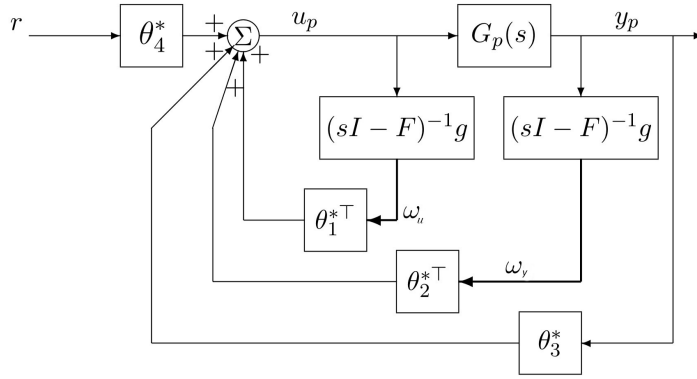 r θ₄* + + + + Σ u_p G_p(s) y_p
(sI − F)⁻¹g (sI − F)⁻¹g
θ₁*ᵀ ω_u
θ₂*ᵀ ω_y
θ₃*